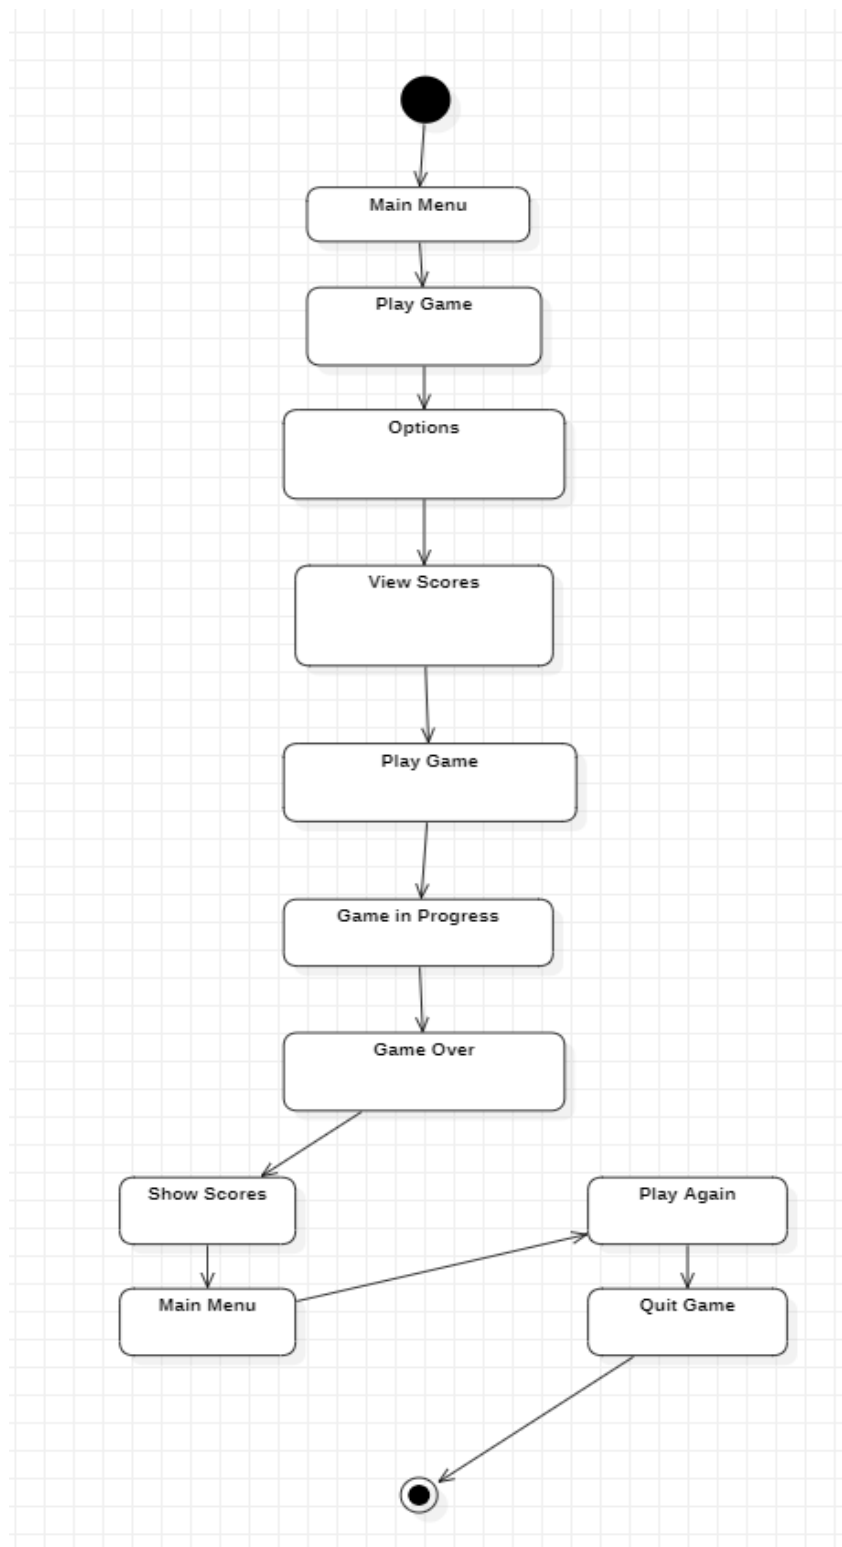 Main Menu
Play Game
Options
View Scores
Play Game
Game in Progress
Game Over
Show Scores
Play Again
Main Menu
Quit Game